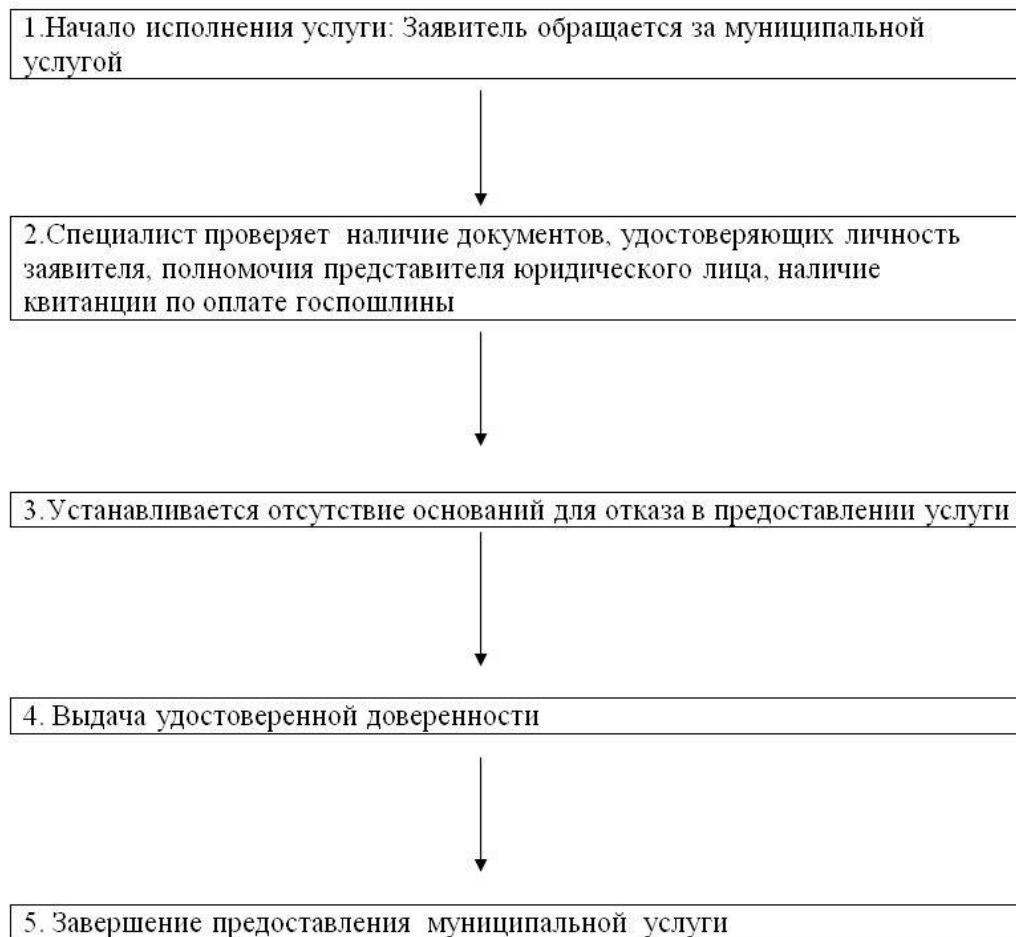 1.Начало исполнения услуги: Заявитель обращается за муниципальной
услугой
2.Специалист проверяет наличие документов, удостоверяющих личность
заявителя, полномочия представителя юридического лица, наличие
квитанции по оплате госпошлины
3.Устанавливается отсутствие оснований для отказа в предоставлении услуги
4. Выдача удостоверенной доверенности
5. Завершение предоставления муниципальной услуги